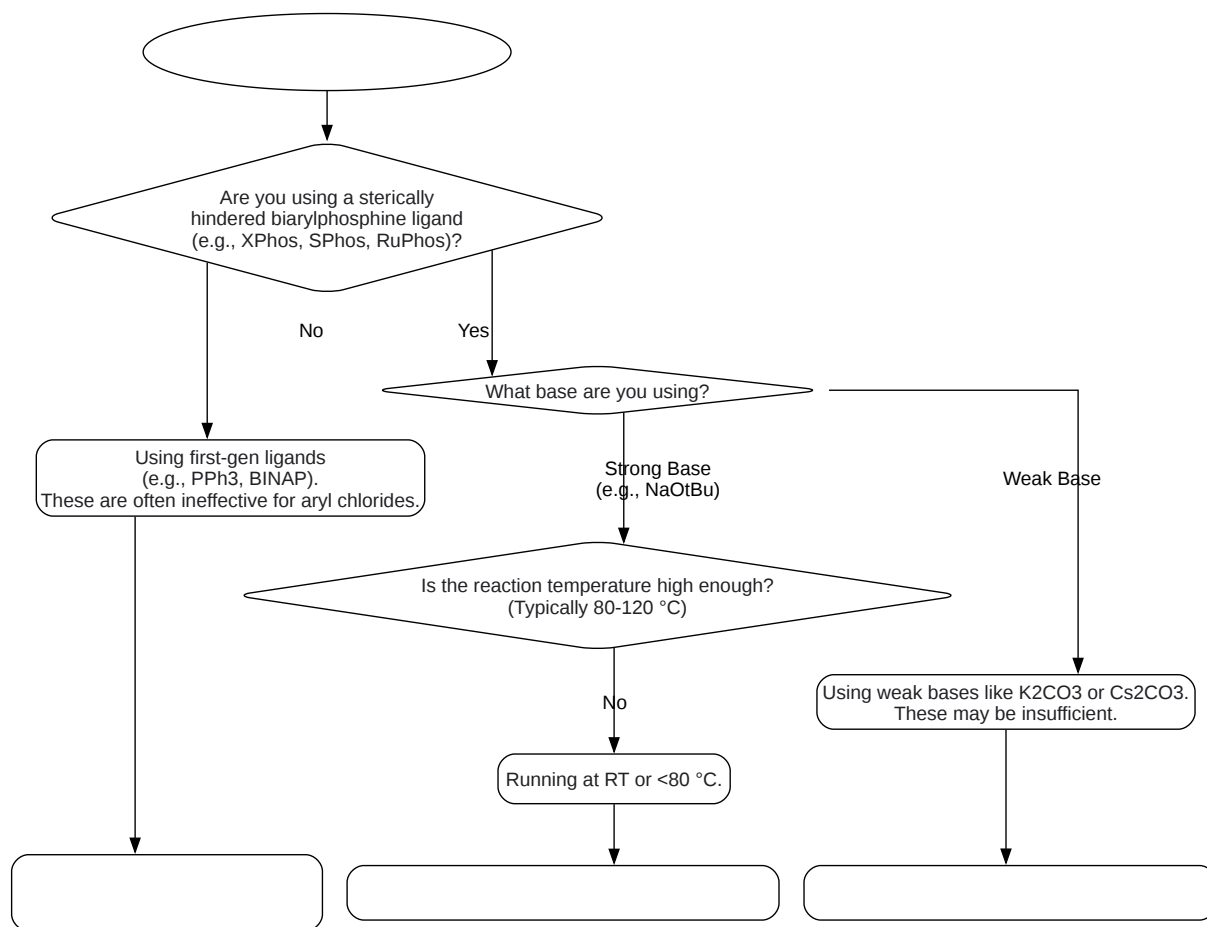 Are you using a sterically
hindered biarylphosphine ligand
(e.g., XPhos, SPhos, RuPhos)?
No
Yes
What base are you using?
Using first-gen ligands
(e.g., PPh3, BINAP).
These are often ineffective for aryl chlorides.
Strong Base
(e.g., NaOtBu)
Weak Base
Is the reaction temperature high enough?
(Typically 80-120 °C)
No
Using weak bases like K2CO3 or Cs2CO3.
These may be insufficient.
Running at RT or <80 °C.